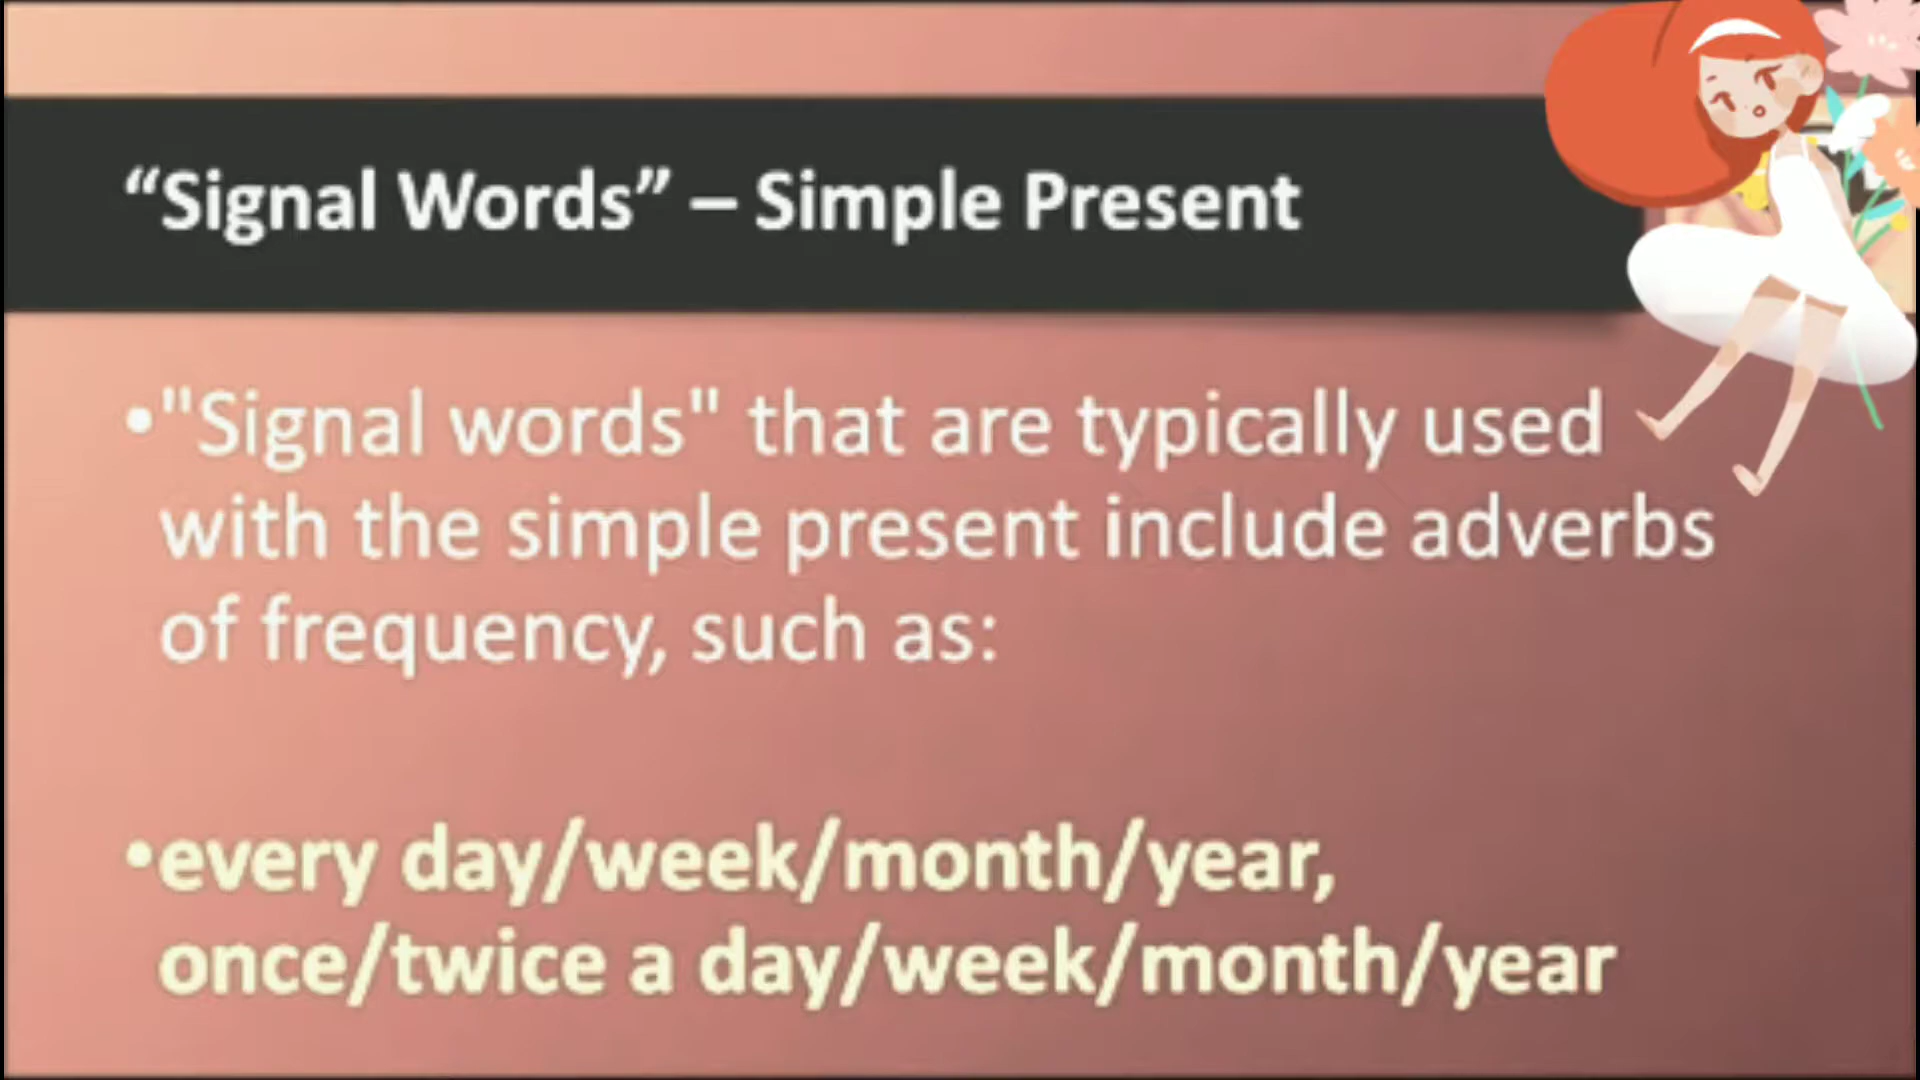 “Signal Words” – Simple Present
•"Signal words" that are typically used
with the simple present include adverbs
of frequency, such as:
•every day/week/month/year,
once/twice a day/week/month/year